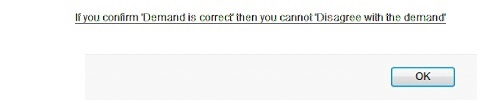 If you confirm 'Demand is correct' then you cannot 'Disagree with the demand'
OK